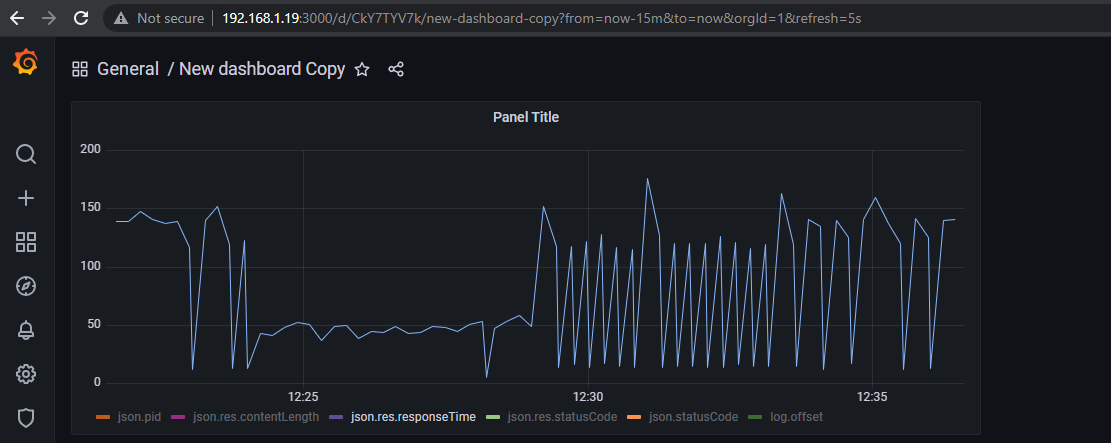 Not secure 192.168.1.19:3000/d/CkY7TYV7k/new-dashboard-copy?from=now-15m&to=now&orgId=1&refresh=5s
General / New dashboard Copy
Panel Title
200
150
100
50
0
12:25 12:30 12:35
json.pid json.res.contentLength json.res.responseTime json.res.statusCode json.statusCode log.offset